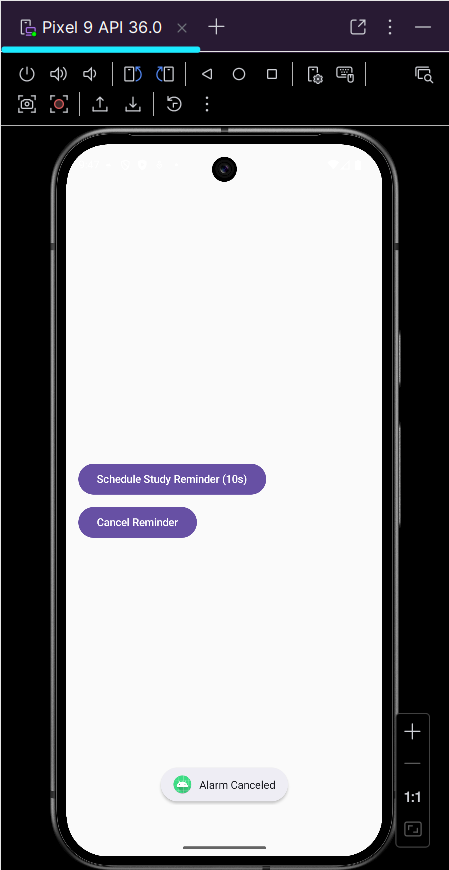 Pixel 9 API 36.0
Schedule Study Reminder (10s)
Cancel Reminder
Alarm Canceled
1:1